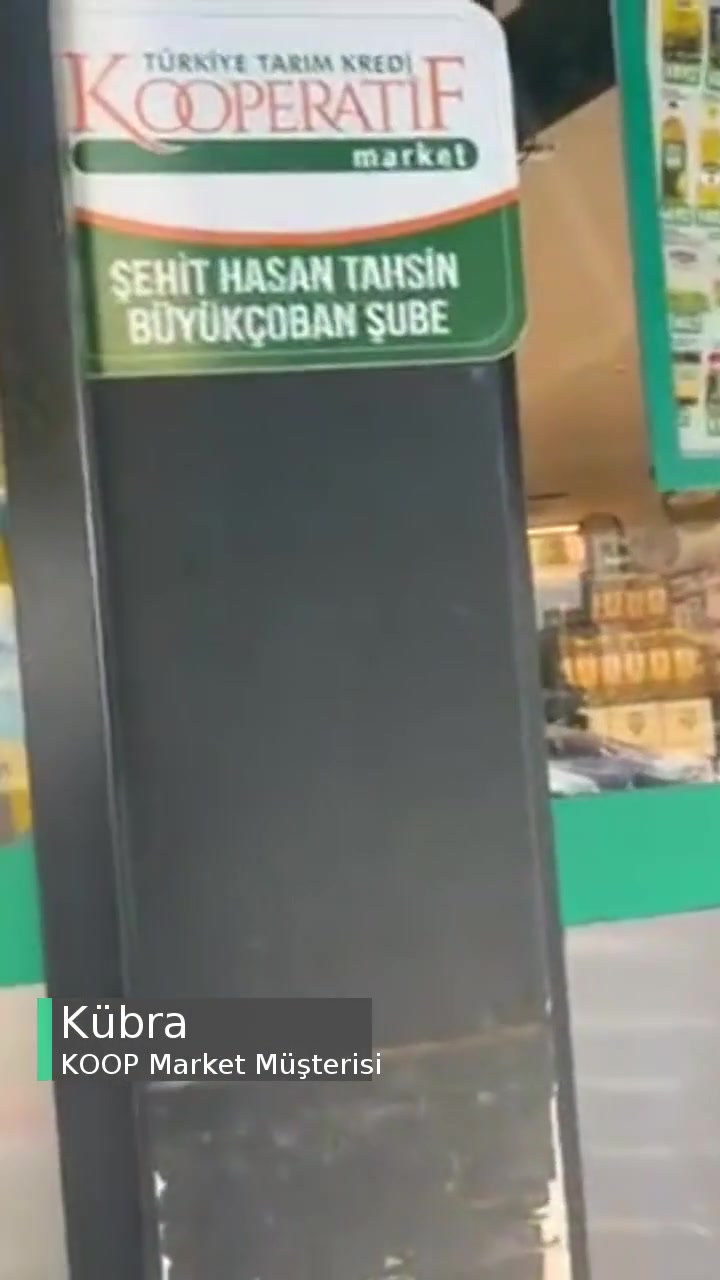 TÜRKİYE TARIM KREDİ
KOOPERATİF
market
ŞEHİT HASAN TAHSİN
BÜYÜKÇOBAN ŞUBE
Kübra
KOOP Market Müşterisi